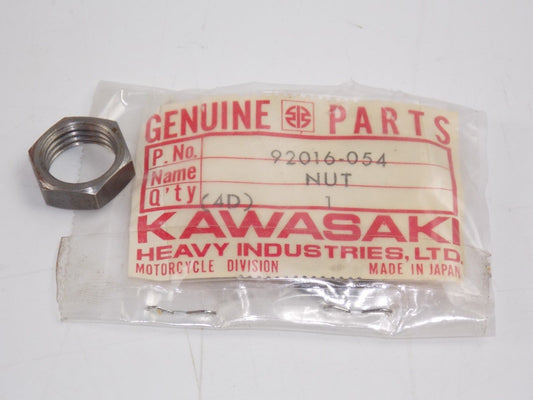 GENUINE PARTS
P. No. 92016-054
Name NUT
Q'ty (4D) 1
KAWASAKI
HEAVY INDUSTRIES, LTD.
MOTORCYCLE DIVISION MADE IN JAPAN